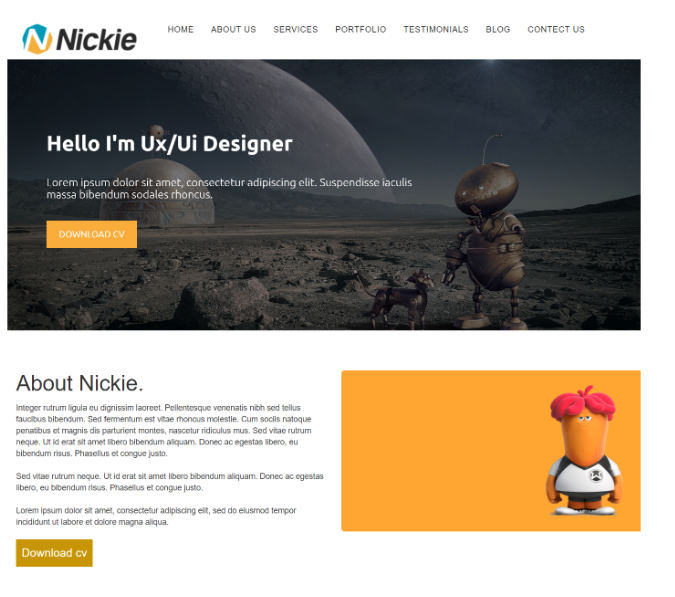 Nickie
HOME ABOUT US SERVICES PORTFOLIO TESTIMONIALS BLOG CONTECT US
Hello I'm Ux/Ui Designer
Lorem ipsum dolor sit amet, consectetur adipiscing elit. Suspendisse iaculis
massa bibendum sodales rhoncus.
DOWNLOAD CV
About Nickie.
Integer rutrum ligula eu dignissim laoreet. Pellentesque venenatis nibh sed tellus
faucibus bibendum. Sed fermentum est vitae rhoncus molestie. Cum sociis natoque
penatibus et magnis dis parturient montes, nascetur ridiculus mus. Sed vitae rutrum
neque. Ut id erat sit amet libero bibendum aliquam. Donec ac egestas libero, eu
bibendum risus. Phasellus et congue justo.
Sed vitae rutrum neque. Ut id erat sit amet libero bibendum aliquam. Donec ac egestas
libero, eu bibendum risus. Phasellus et congue justo.
Lorem ipsum dolor sit amet, consectetur adipiscing elit, sed do eiusmod tempor
incididunt ut labore et dolore magna aliqua.
Download cv